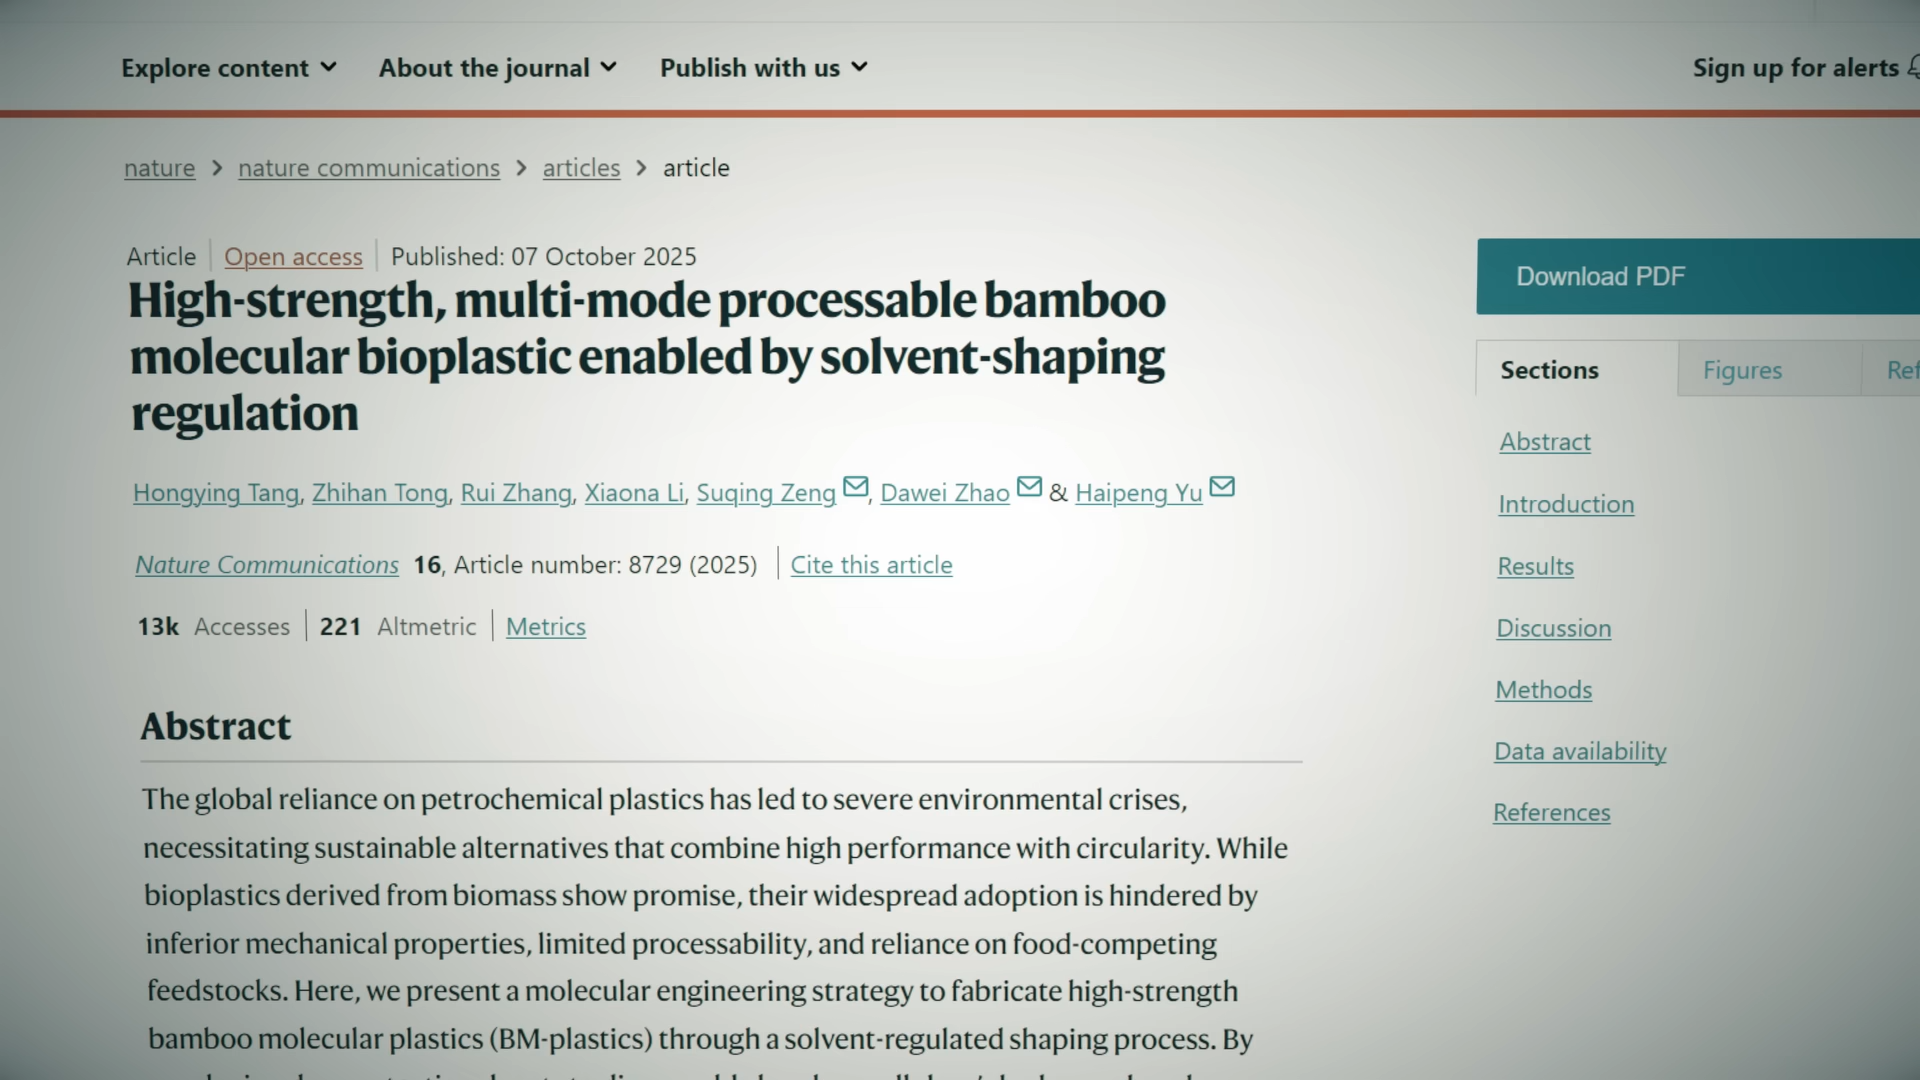 Explore content About the journal Publish with us Sign up for alerts
nature > nature communications > articles > article
Article Open access Published: 07 October 2025
High-strength, multi-mode processable bamboo
molecular bioplastic enabled by solvent-shaping
regulation
Hongying Tang, Zhihan Tong, Rui Zhang, Xiaona Li, Suqing Zeng, Dawei Zhao & Haipeng Yu
Nature Communications 16, Article number: 8729 (2025) Cite this article
13k Accesses 221 Altmetric Metrics
Abstract
The global reliance on petrochemical plastics has led to severe environmental crises,
necessitating sustainable alternatives that combine high performance with circularity. While
bioplastics derived from biomass show promise, their widespread adoption is hindered by
inferior mechanical properties, limited processability, and reliance on food-competing
feedstocks. Here, we present a molecular engineering strategy to fabricate high-strength
bamboo molecular plastics (BM-plastics) through a solvent-regulated shaping process. By
Download PDF
Sections Figures
Abstract
Introduction
Results
Discussion
Methods
Data availability
References